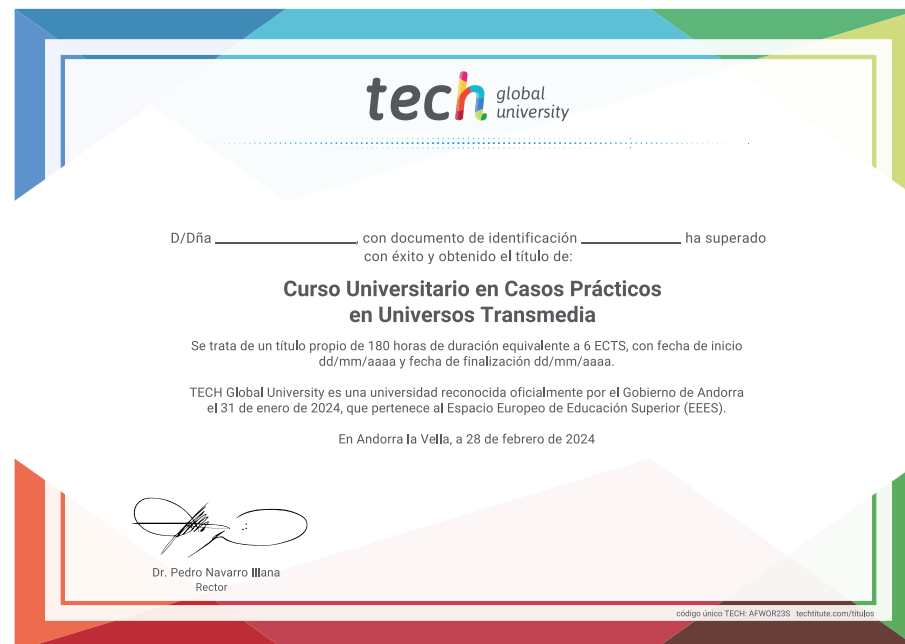 tech global university
D/Dña ____________________, con documento de identificación ______________ ha superado
con éxito y obtenido el título de:
Curso Universitario en Casos Prácticos
en Universos Transmedia
Se trata de un título propio de 180 horas de duración equivalente a 6 ECTS, con fecha de inicio
dd/mm/aaaa y fecha de finalización dd/mm/aaaa.
TECH Global University es una universidad reconocida oficialmente por el Gobierno de Andorra
el 31 de enero de 2024, que pertenece al Espacio Europeo de Educación Superior (EEES).
En Andorra la Vella, a 28 de febrero de 2024
Dr. Pedro Navarro Illana
Rector
código único TECH: AFWOR23S techtitute.com/titulos